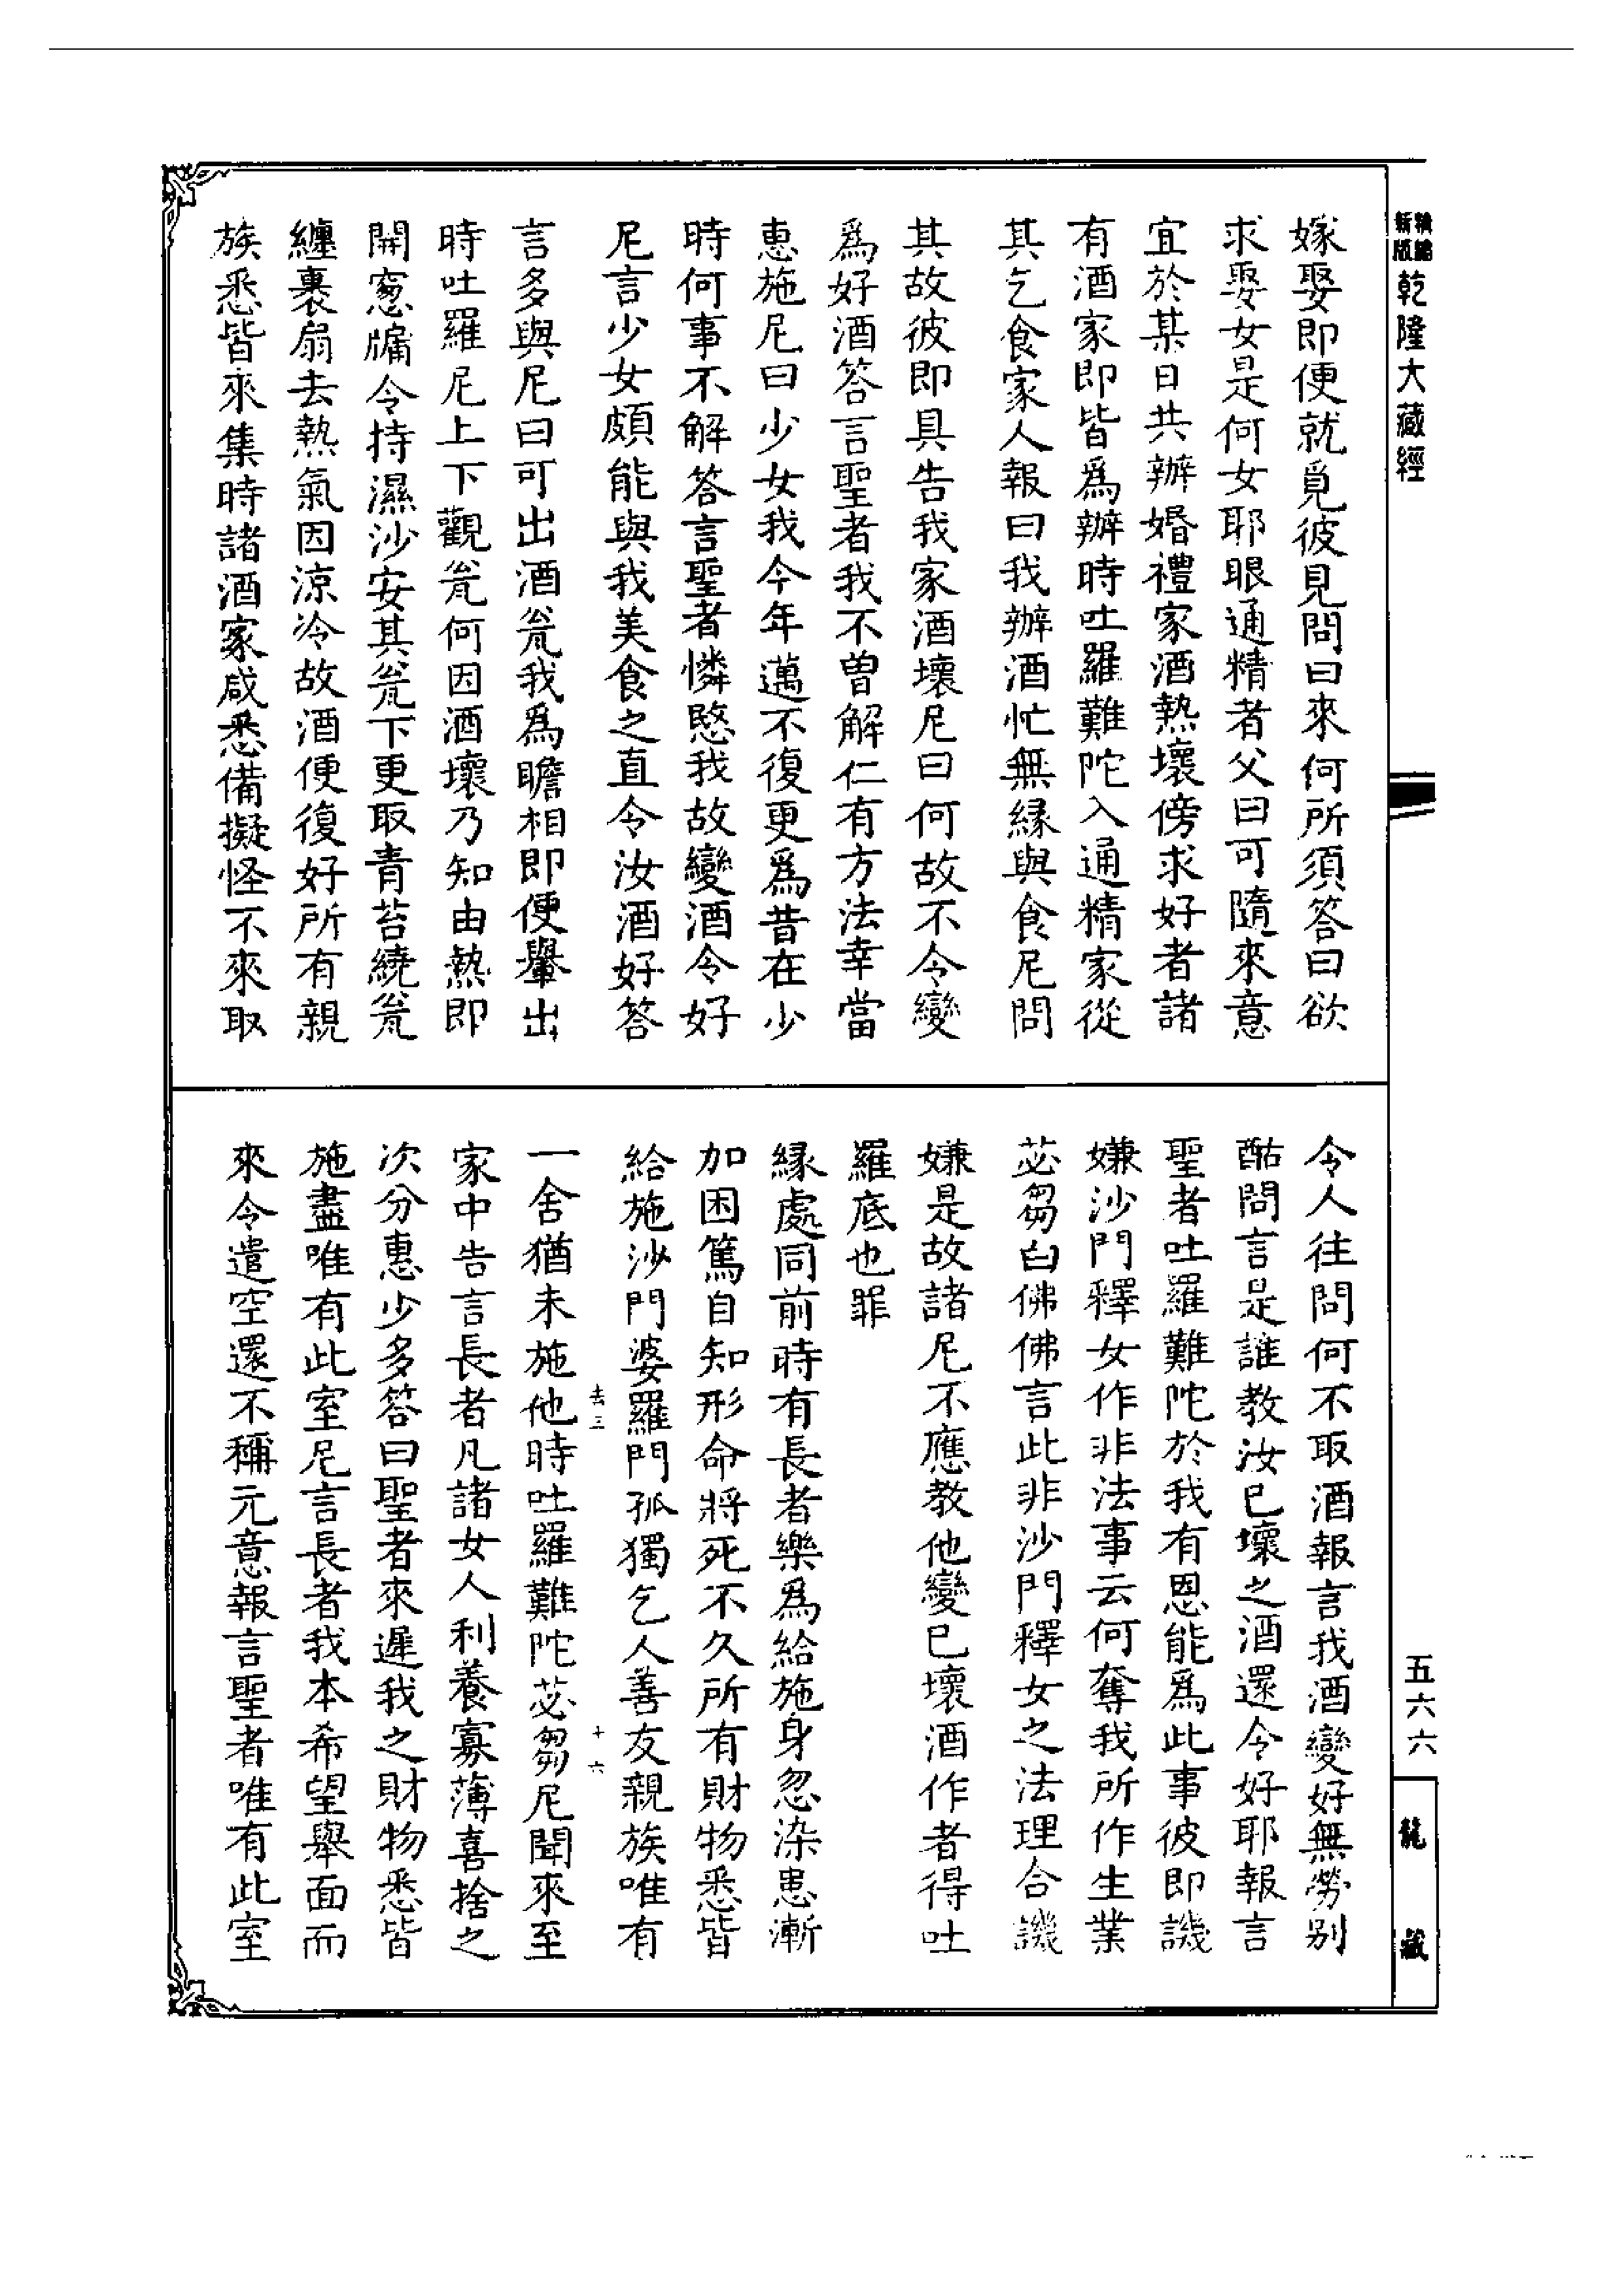 新版精編乾隆大藏經
嫁娶即便就覓彼見問曰來何所須答曰欲
求娶女是何女耶眼通精者父曰可隨來意
宜於某日共辦婚禮家酒熱壞傍求好者諸
有酒家即皆爲辦時吐羅難陀入通精家從
其乞食家人報曰我辦酒忙無緣與食尼問
其故彼即具告我家酒壞尼曰何故不令變
爲好酒答言聖者我不曾解仁有方法幸當
惠施尼曰少女我今年邁不復更爲昔在少
時何事不解答言聖者憐愍我故變酒令好
尼言少女頗能與我美食之直令汝酒好答
言多與尼曰可出酒瓮我爲瞻相即便轝出
時吐羅尼上下觀瓮何因酒壞乃知由熱即
開窓牖令持濕沙安其瓮下更取青苔繞瓮
纏裹扇去熱氣因涼冷故酒便復好所有親
族悉皆來集時諸酒家咸悉備擬怪不來取
令人往問何不取酒報言我酒變好無勞別
酤問言是誰教汝已壞之酒還令好耶報言
聖者吐羅難陀於我有恩能爲此事彼即譏
嫌沙門釋女作非法事云何奪我所作生業
苾芻白佛佛言此非沙門釋女之法理合譏
嫌是故諸尼不應教他變已壞酒作者得吐
羅底也罪
緣處同前時有長者樂爲給施身忽染患漸
加困篤自知形命將死不久所有財物悉皆
給施沙門婆羅門孤獨乞人善友親族唯有
去三 十六
一舍猶未施他時吐羅難陀苾芻尼聞來至
家中告言長者凡諸女人利養寡薄喜捨之
次分惠少多答曰聖者來遲我之財物悉皆
施盡唯有此室尼言長者我本希望舉面而
來令遣空還不稱元意報言聖者唯有此室
五六六
龍藏